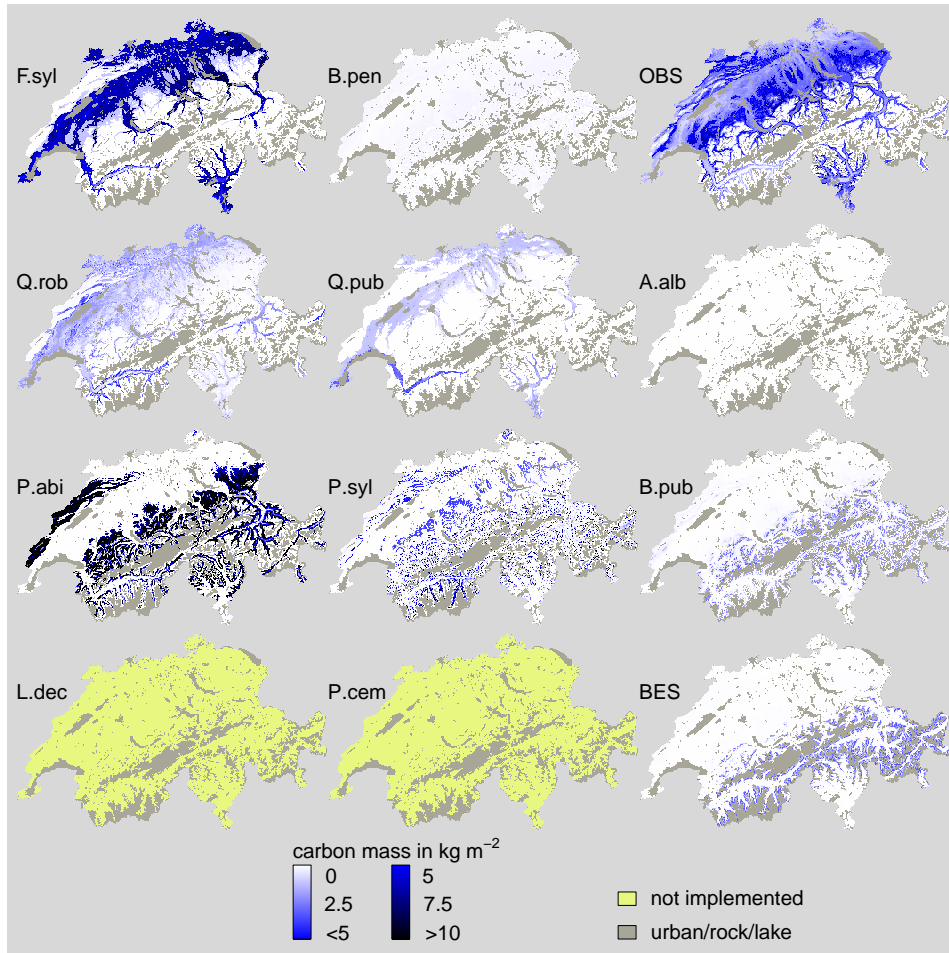 F.syl
B.pen
OBS
Q.rob
Q.pub
A.alb
P.abi
P.syl
B.pub
L.dec
P.cem
BES
carbon mass in kg m⁻²
0 5
2.5 7.5
<5 >10
not implemented
urban/rock/lake